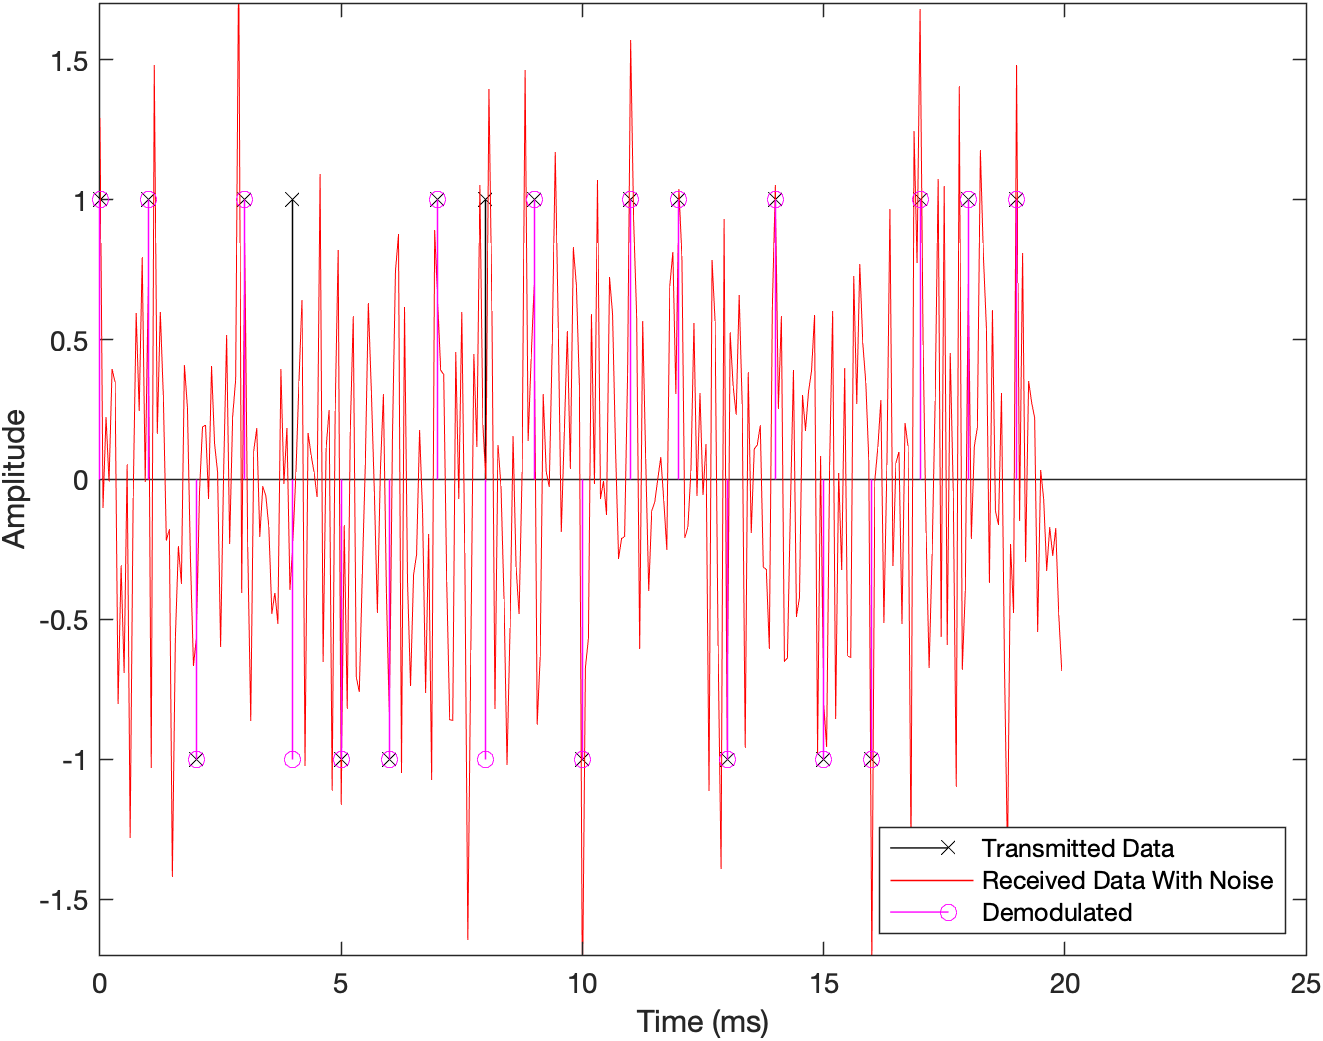 1.5
1
0.5
0
-0.5
-1
-1.5
Amplitude
0
5
10
15
20
25
Time (ms)
Transmitted Data
Received Data With Noise
Demodulated